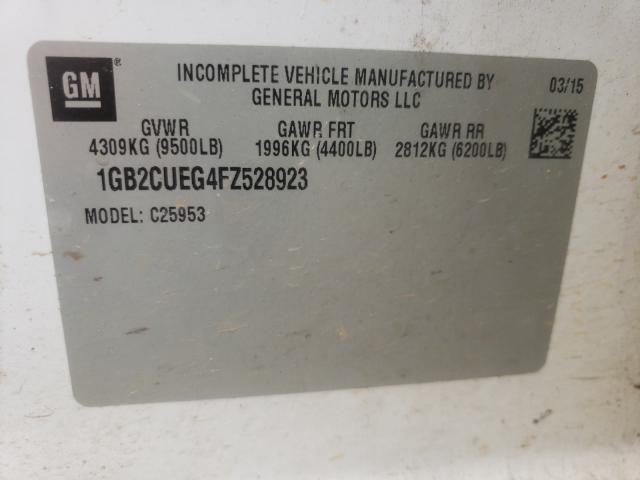 GM®
INCOMPLETE VEHICLE MANUFACTURED BY
GENERAL MOTORS LLC
03/15
GVWR GAWR FRT GAWR RR
4309KG (9500LB) 1996KG (4400LB) 2812KG (6200LB)
1GB2CUEG4FZ528923
MODEL: C25953